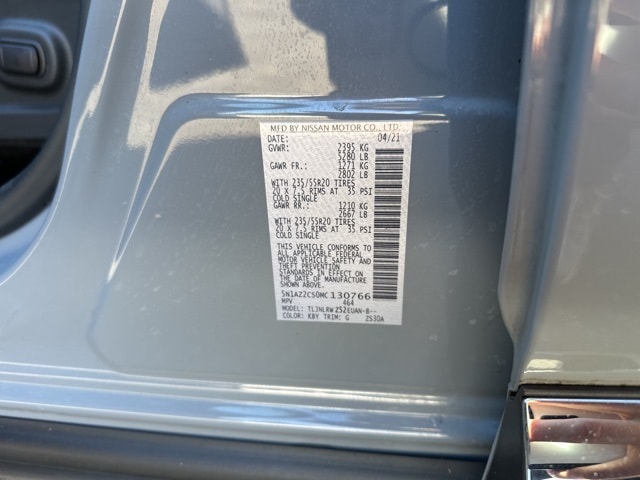 MFD BY NISSAN MOTOR CO., LTD.
DATE: 04/21
GVWR: 2395 KG
5280 LB
GAWR FR.: 1271 KG
2802 LB
WITH 235/55R20 TIRES
20 x 7.5 RIMS AT 35 PSI
COLD SINGLE
GAWR RR.: 1210 KG
2667 LB
WITH 235/55R20 TIRES
20 x 7.5 RIMS AT 35 PSI
COLD SINGLE
THIS VEHICLE CONFORMS TO
ALL APPLICABLE FEDERAL
MOTOR VEHICLE SAFETY
STANDARDS IN EFFECT ON
THE DATE OF MANUFACTURE
SHOWN ABOVE.
5N1AZ2CS0MC130766
MPV 464
MODEL: TLJNLRWZS2EUAN-B--
COLOR: KBY TRIM: G ZS3DA